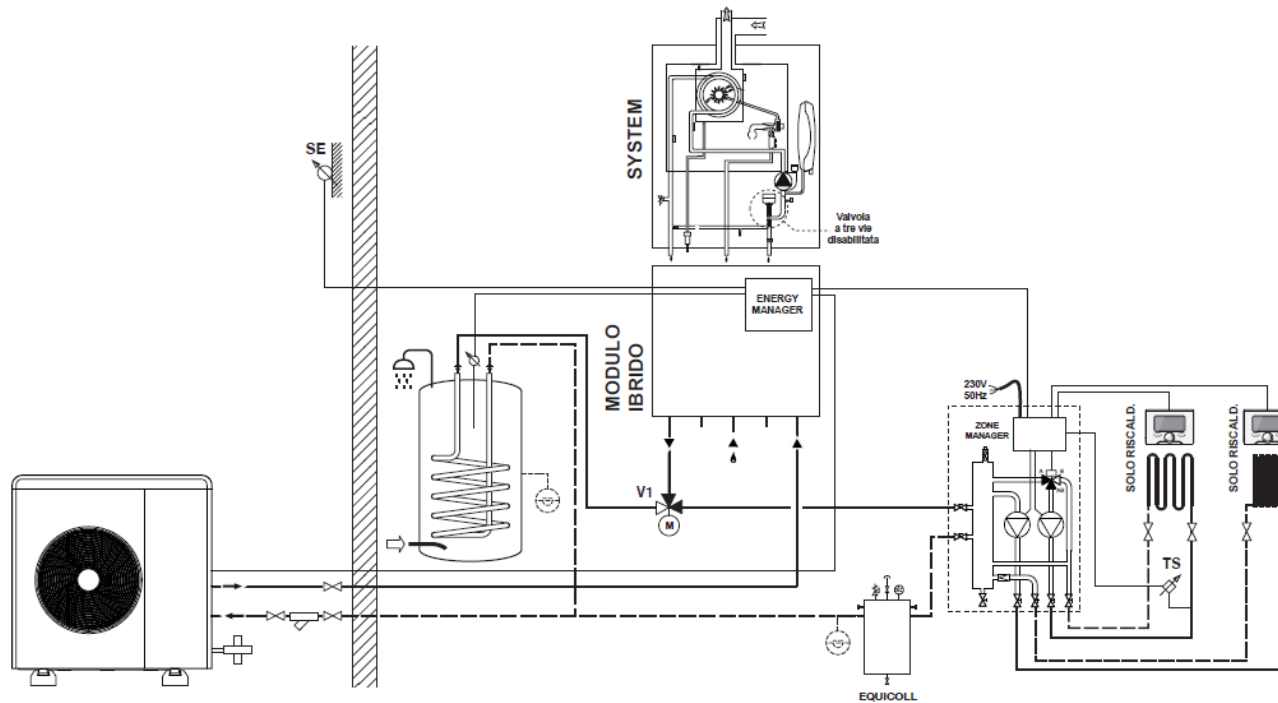 SE
SYSTEM
Valvola
a tre vie
disabilitata
ENERGY
MANAGER
MODULO
IBRIDO
230V
50Hz
ZONE
MANAGER
SOLO RISCALD.
SOLO RISCALD.
A
B
AB
V1
M
TS
EQUICOLL